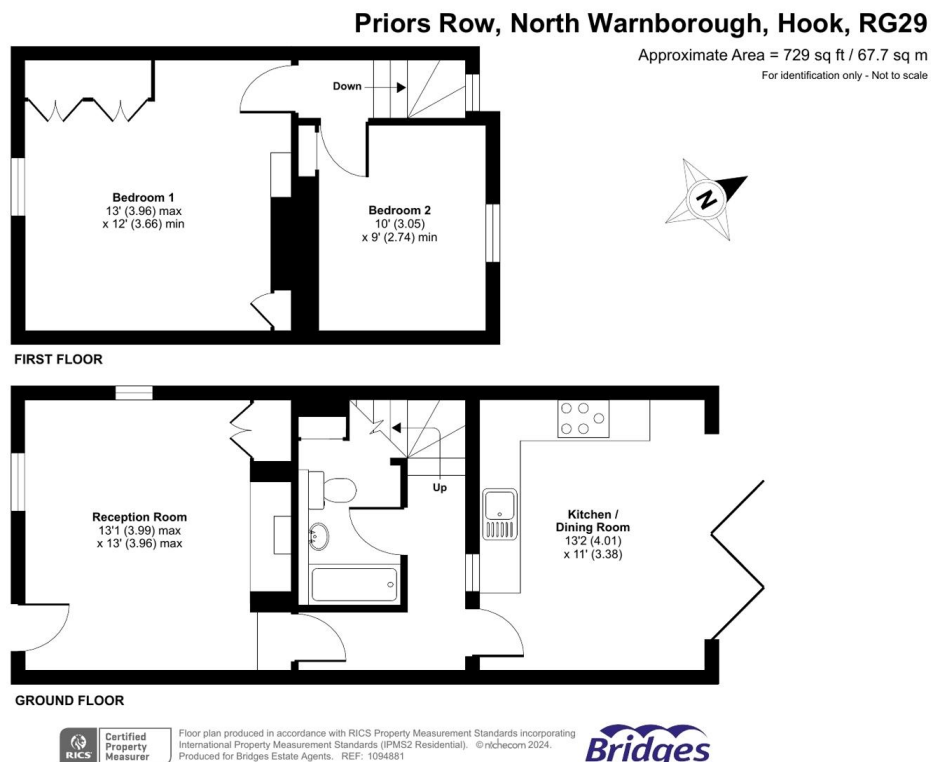 Priors Row, North Warnborough, Hook, RG29
Approximate Area = 729 sq ft / 67.7 sq m
For identification only - Not to scale
Down
Bedroom 1
13' (3.96) max
x 12' (3.66) min
Bedroom 2
10' (3.05)
x 9' (2.74) min
N
FIRST FLOOR
Up
Reception Room
13'1 (3.99) max
x 13' (3.96) max
Kitchen /
Dining Room
13'2 (4.01)
x 11' (3.38)
GROUND FLOOR
RICS
Certified
Property
Measurer
Floor plan produced in accordance with RICS Property Measurement Standards incorporating
International Property Measurement Standards (IPMS2 Residential). © nichecom 2024.
Produced for Bridges Estate Agents. REF: 1094881
Bridges